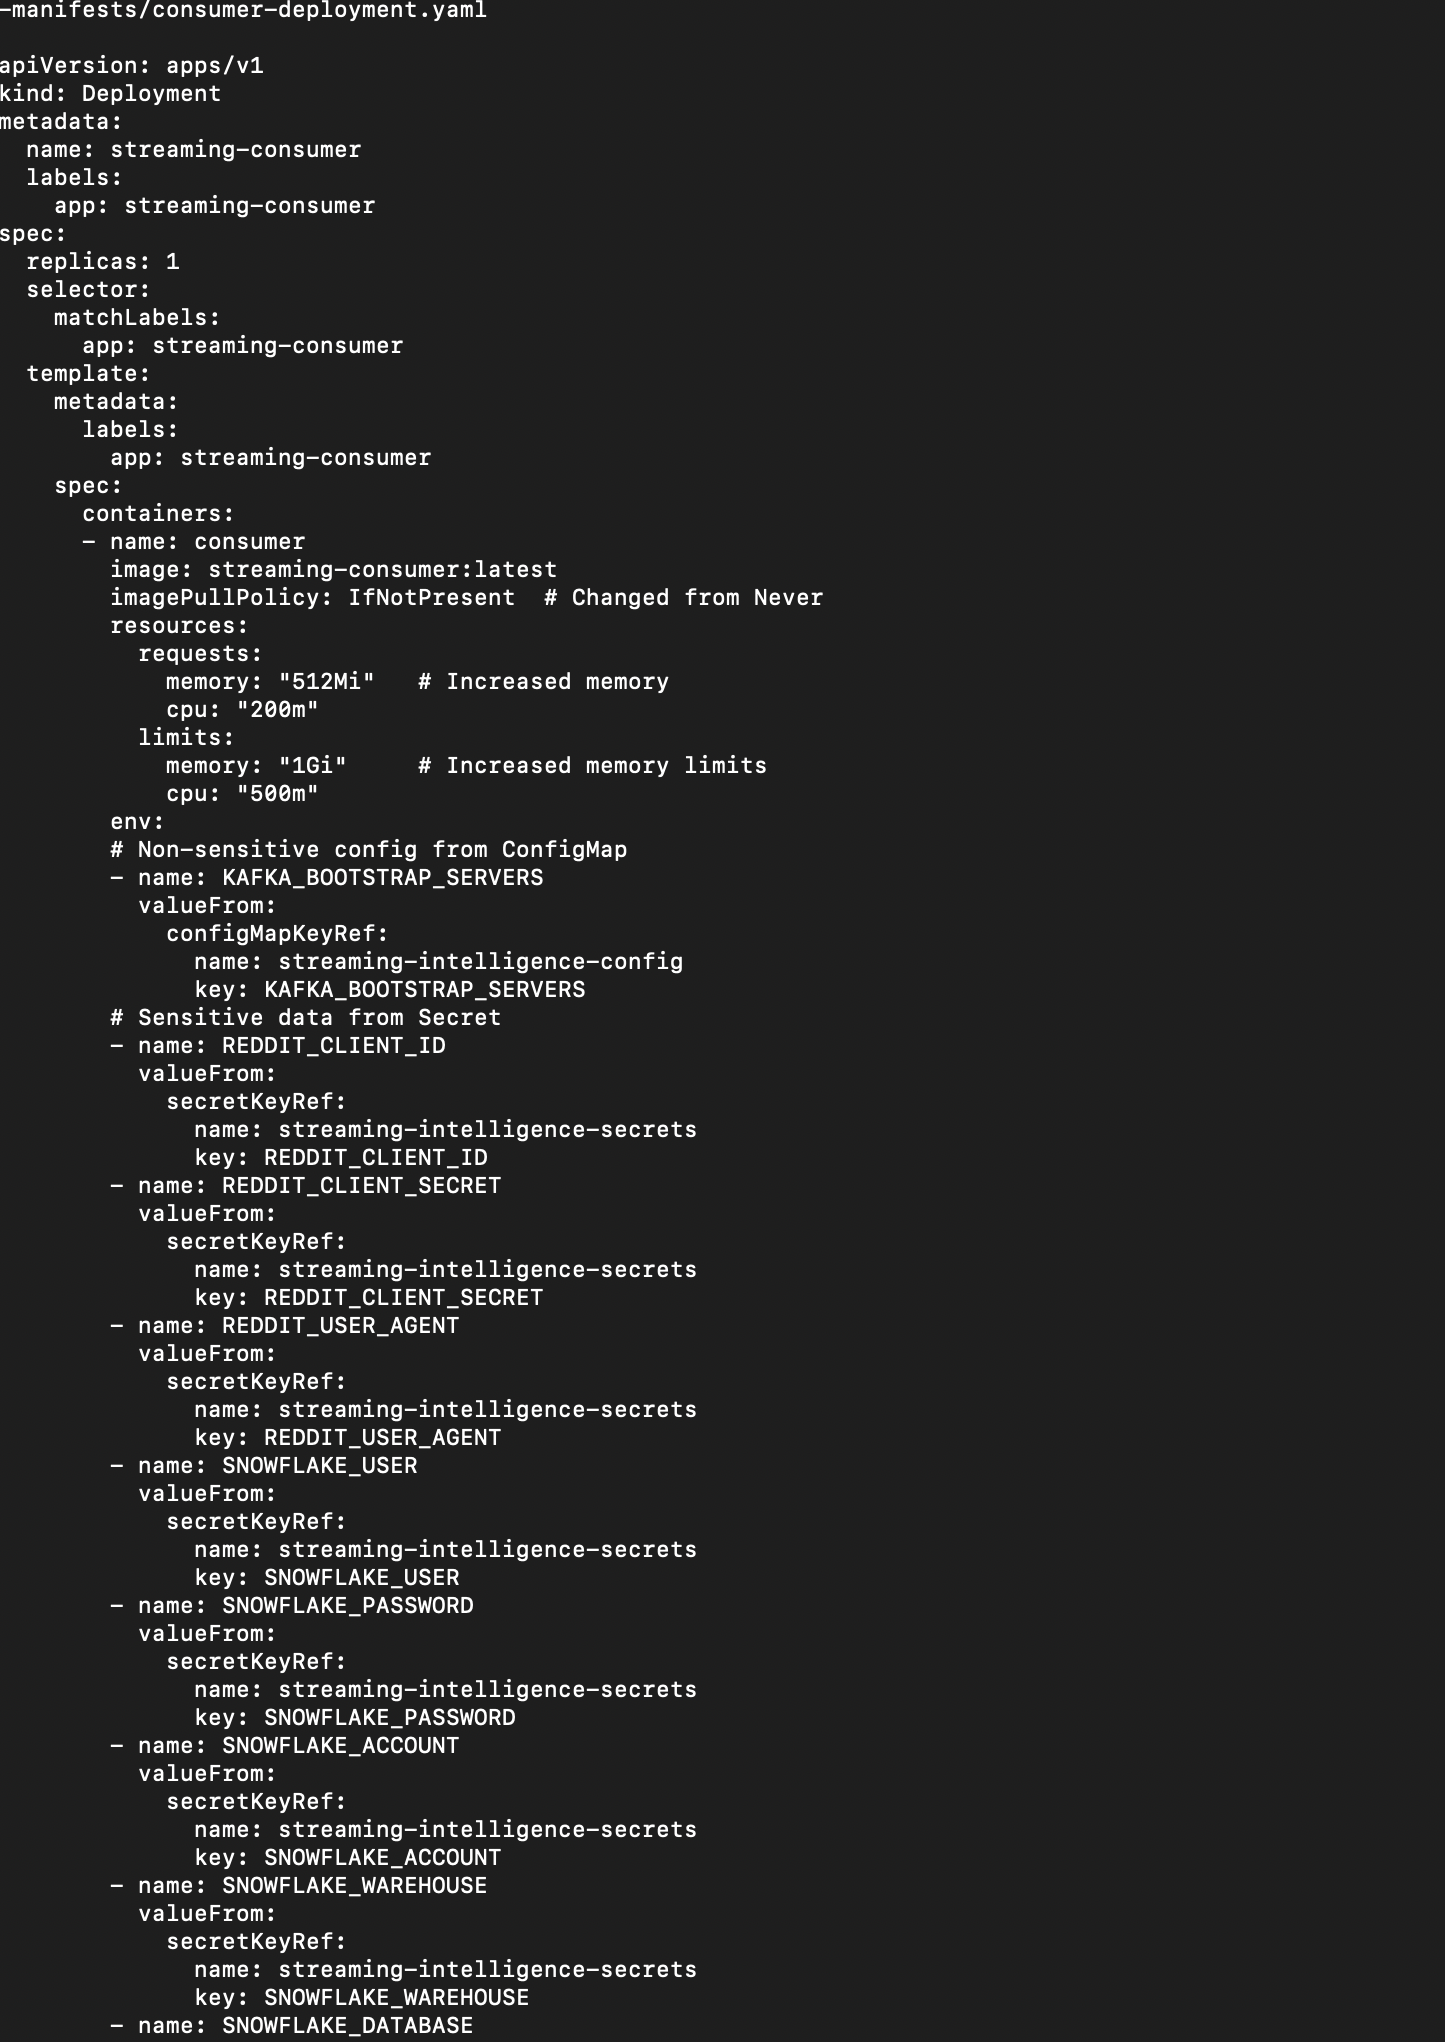 -manifests/consumer-deployment.yaml
apiVersion: apps/v1
kind: Deployment
metadata:
  name: streaming-consumer
  labels:
    app: streaming-consumer
spec:
  replicas: 1
  selector:
    matchLabels:
      app: streaming-consumer
  template:
    metadata:
      labels:
        app: streaming-consumer
    spec:
      containers:
      - name: consumer
        image: streaming-consumer:latest
        imagePullPolicy: IfNotPresent  # Changed from Never
        resources:
          requests:
            memory: "512Mi"   # Increased memory
            cpu: "200m"
          limits:
            memory: "1Gi"     # Increased memory limits
            cpu: "500m"
        env:
        # Non-sensitive config from ConfigMap
        - name: KAFKA_BOOTSTRAP_SERVERS
          valueFrom:
            configMapKeyRef:
              name: streaming-intelligence-config
              key: KAFKA_BOOTSTRAP_SERVERS
        # Sensitive data from Secret
        - name: REDDIT_CLIENT_ID
          valueFrom:
            secretKeyRef:
              name: streaming-intelligence-secrets
              key: REDDIT_CLIENT_ID
        - name: REDDIT_CLIENT_SECRET
          valueFrom:
            secretKeyRef:
              name: streaming-intelligence-secrets
              key: REDDIT_CLIENT_SECRET
        - name: REDDIT_USER_AGENT
          valueFrom:
            secretKeyRef:
              name: streaming-intelligence-secrets
              key: REDDIT_USER_AGENT
        - name: SNOWFLAKE_USER
          valueFrom:
            secretKeyRef:
              name: streaming-intelligence-secrets
              key: SNOWFLAKE_USER
        - name: SNOWFLAKE_PASSWORD
          valueFrom:
            secretKeyRef:
              name: streaming-intelligence-secrets
              key: SNOWFLAKE_PASSWORD
        - name: SNOWFLAKE_ACCOUNT
          valueFrom:
            secretKeyRef:
              name: streaming-intelligence-secrets
              key: SNOWFLAKE_ACCOUNT
        - name: SNOWFLAKE_WAREHOUSE
          valueFrom:
            secretKeyRef:
              name: streaming-intelligence-secrets
              key: SNOWFLAKE_WAREHOUSE
        - name: SNOWFLAKE_DATABASE